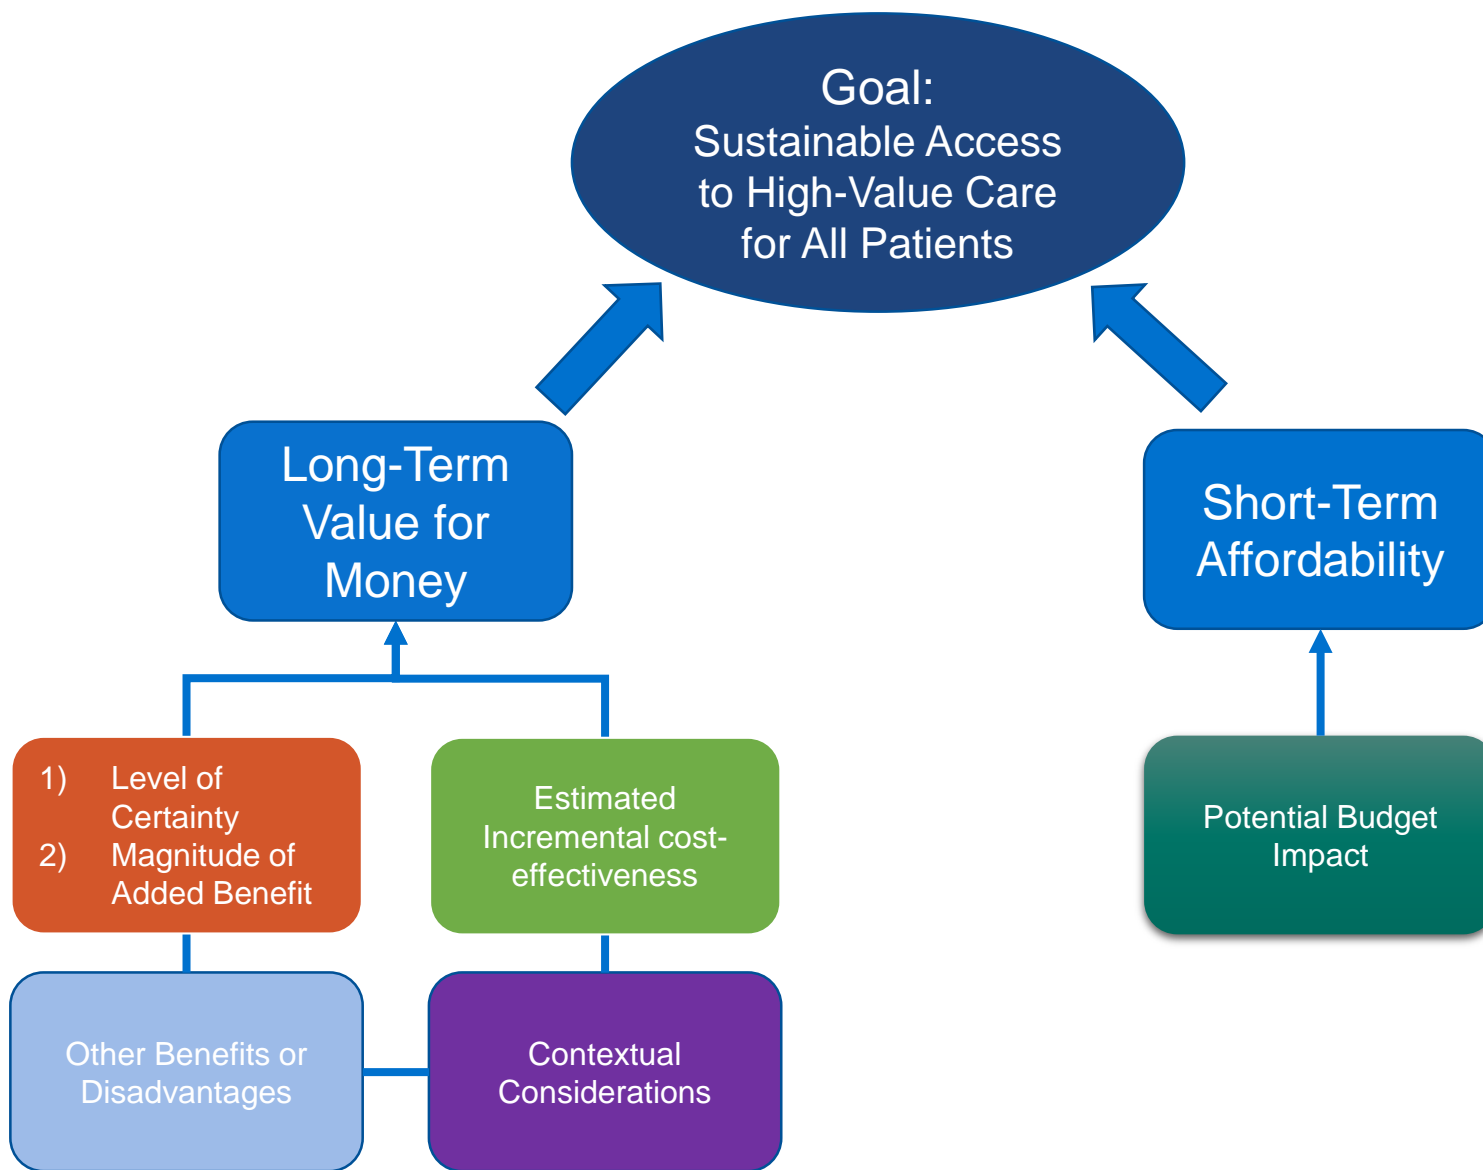 Goal:
Sustainable Access
to High-Value Care
for All Patients
Long-Term
Value for
Money
Short-Term
Affordability
1) Level of
Certainty
2) Magnitude of
Added Benefit
Estimated
Incremental cost-
effectiveness
Potential Budget
Impact
Other Benefits or
Disadvantages
Contextual
Considerations